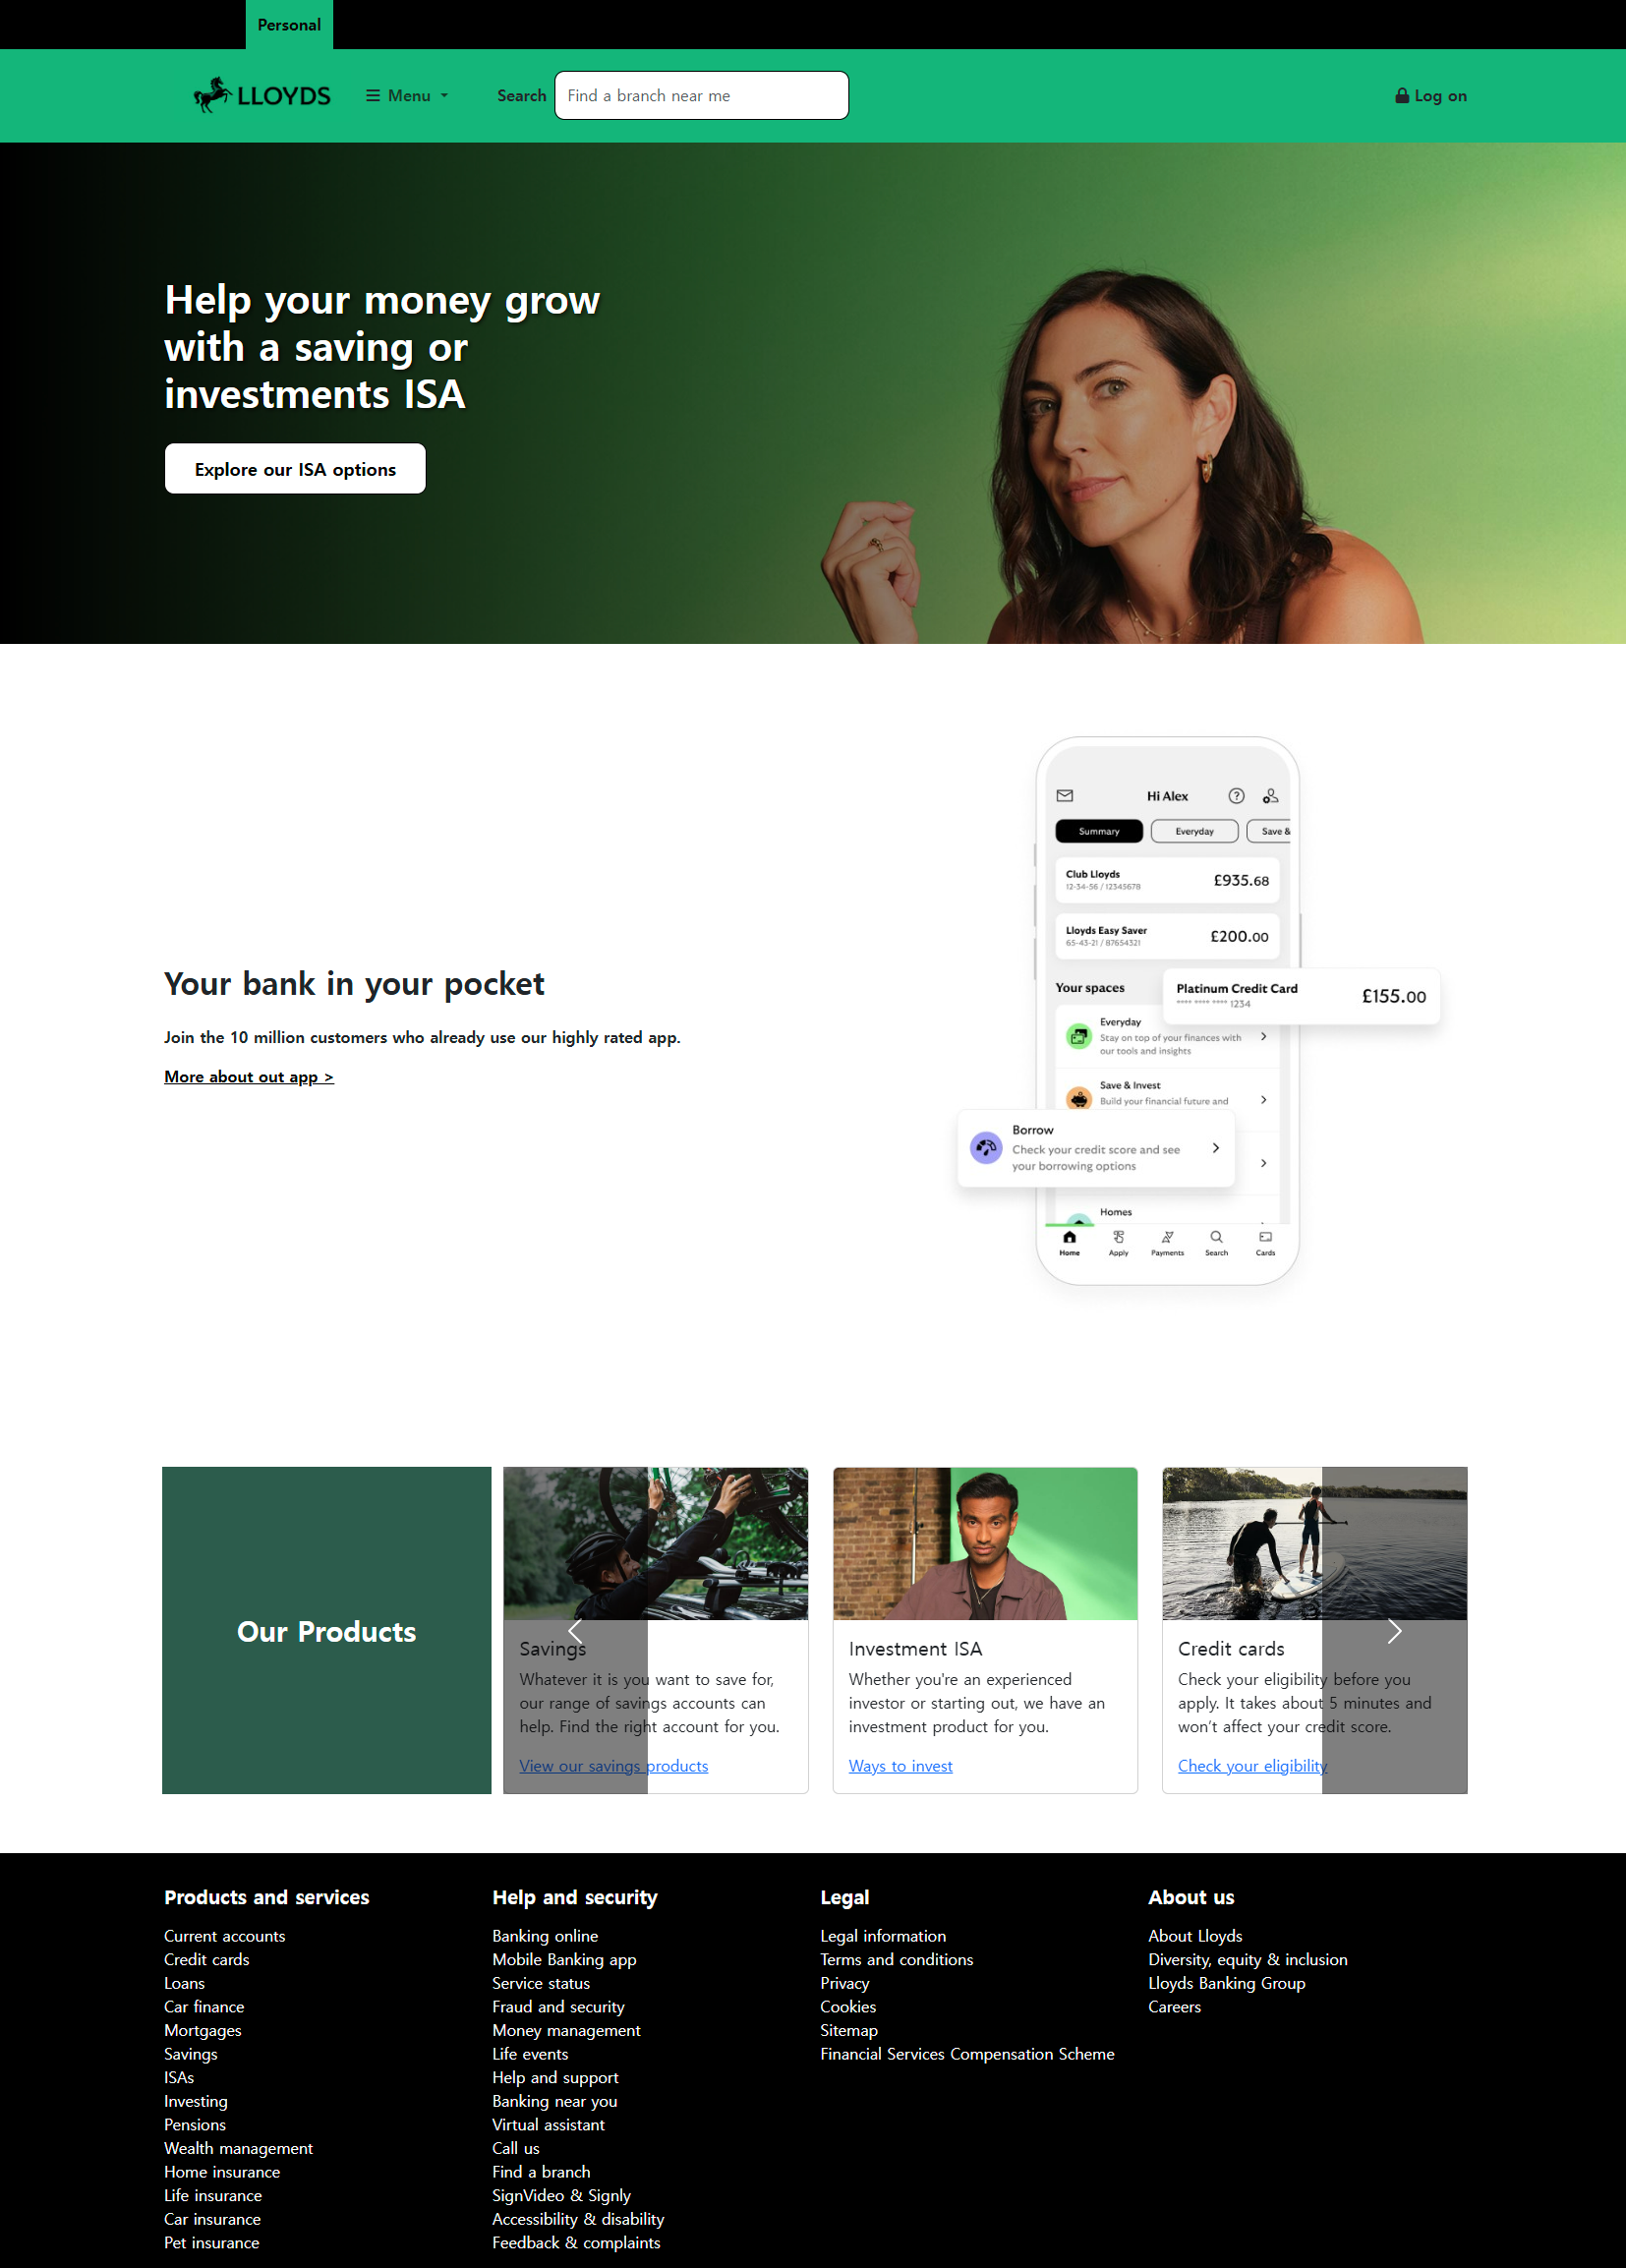 Personal
LLOYDS
Menu
Search
Find a branch near me
Log on
Help your money grow
with a saving or
investments ISA
Explore our ISA options
Your bank in your pocket
Join the 10 million customers who already use our highly rated app.
More about out app >
Hi Alex
Summary
Everyday
Save &
Club Lloyds
£935.68
12-34-56 / 12345678
Lloyds Easy Saver
£200.00
65-43-21 / 87654321
Your spaces
Platinum Credit Card
£155.00
**** **** **** 1234
Everyday
Stay on top of your finances with
our tools and insights
Save & Invest
Build your financial future and
Borrow
Check your credit score and see
your borrowing options
Homes
Home
Apply
Payments
Search
Cards
Our Products
Savings
Whatever it is you want to save for,
our range of savings accounts can
help. Find the right account for you.
View our savings products
Investment ISA
Whether you're an experienced
investor or starting out, we have an
investment product for you.
Ways to invest
Credit cards
Check your eligibility before you
apply. It takes about 5 minutes and
won’t affect your credit score.
Check your eligibility
Products and services
Current accounts
Credit cards
Loans
Car finance
Mortgages
Savings
ISAs
Investing
Pensions
Wealth management
Home insurance
Life insurance
Car insurance
Pet insurance
Help and security
Banking online
Mobile Banking app
Service status
Fraud and security
Money management
Life events
Help and support
Banking near you
Virtual assistant
Call us
Find a branch
SignVideo & Signly
Accessibility & disability
Feedback & complaints
Legal
Legal information
Terms and conditions
Privacy
Cookies
Sitemap
Financial Services Compensation Scheme
About us
About Lloyds
Diversity, equity & inclusion
Lloyds Banking Group
Careers